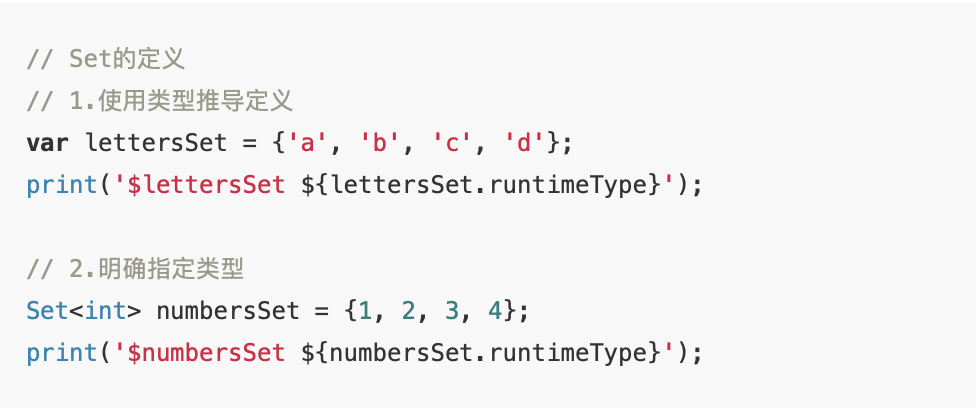 // Set的定义
// 1.使用类型推导定义
var lettersSet = {'a', 'b', 'c', 'd'};
print('$lettersSet ${lettersSet.runtimeType}');
// 2.明确指定类型
Set<int> numbersSet = {1, 2, 3, 4};
print('$numbersSet ${numbersSet.runtimeType}');